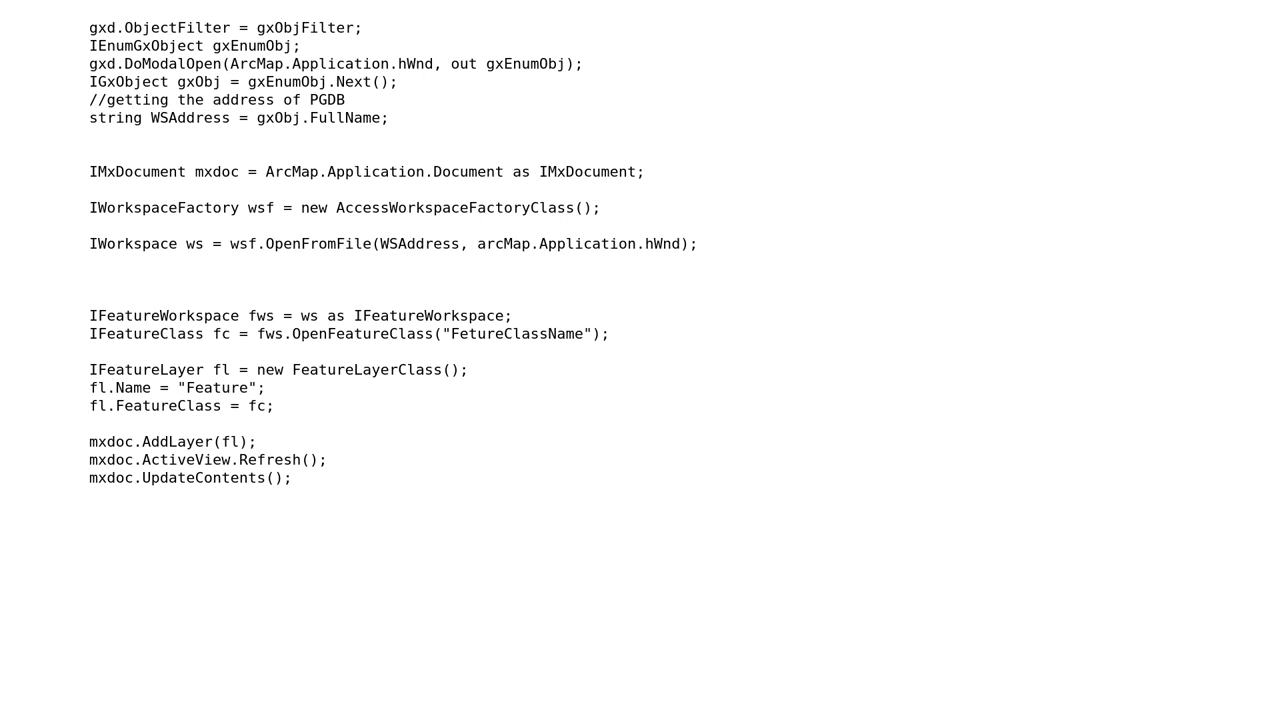 gxd.ObjectFilter = gxObjFilter;
IEnumGxObject gxEnumObj;
gxd.DoModalOpen(ArcMap.Application.hWnd, out gxEnumObj);
IGxObject gxObj = gxEnumObj.Next();
//getting the address of PGDB
string WSAddress = gxObj.FullName;
IMxDocument mxdoc = ArcMap.Application.Document as IMxDocument;
IWorkspaceFactory wsf = new AccessWorkspaceFactoryClass();
IWorkspace ws = wsf.OpenFromFile(WSAddress, arcMap.Application.hWnd);
IFeatureWorkspace fws = ws as IFeatureWorkspace;
IFeatureClass fc = fws.OpenFeatureClass("FetureClassName");
IFeatureLayer fl = new FeatureLayerClass();
fl.Name = "Feature";
fl.FeatureClass = fc;
mxdoc.AddLayer(fl);
mxdoc.ActiveView.Refresh();
mxdoc.UpdateContents();